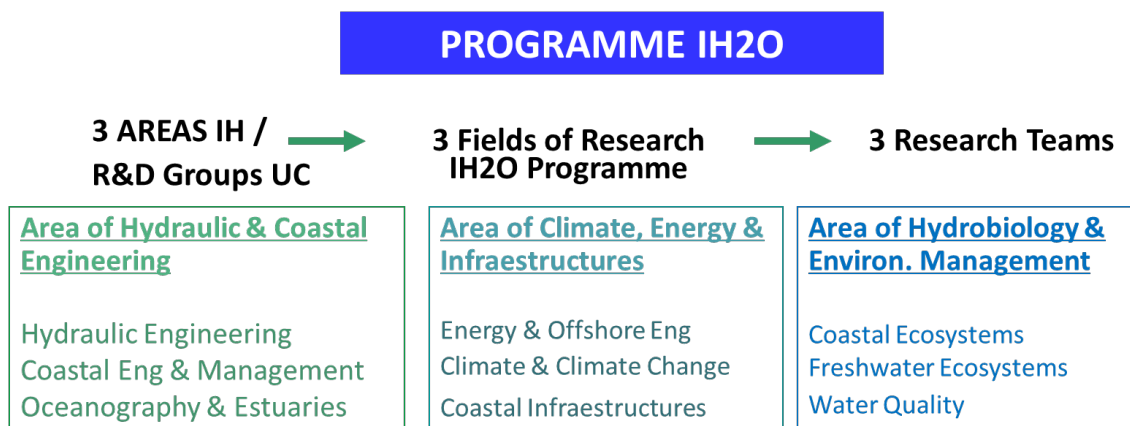 PROGRAMME IH2O
3 AREAS IH /
R&D Groups UC
3 Fields of Research
IH2O Programme
3 Research Teams
Area of Hydraulic & Coastal
Engineering
Hydraulic Engineering
Coastal Eng & Management
Oceanography & Estuaries
Area of Climate, Energy &
Infraestructures
Energy & Offshore Eng
Climate & Climate Change
Coastal Infraestructures
Area of Hydrobiology &
Environ. Management
Coastal Ecosystems
Freshwater Ecosystems
Water Quality